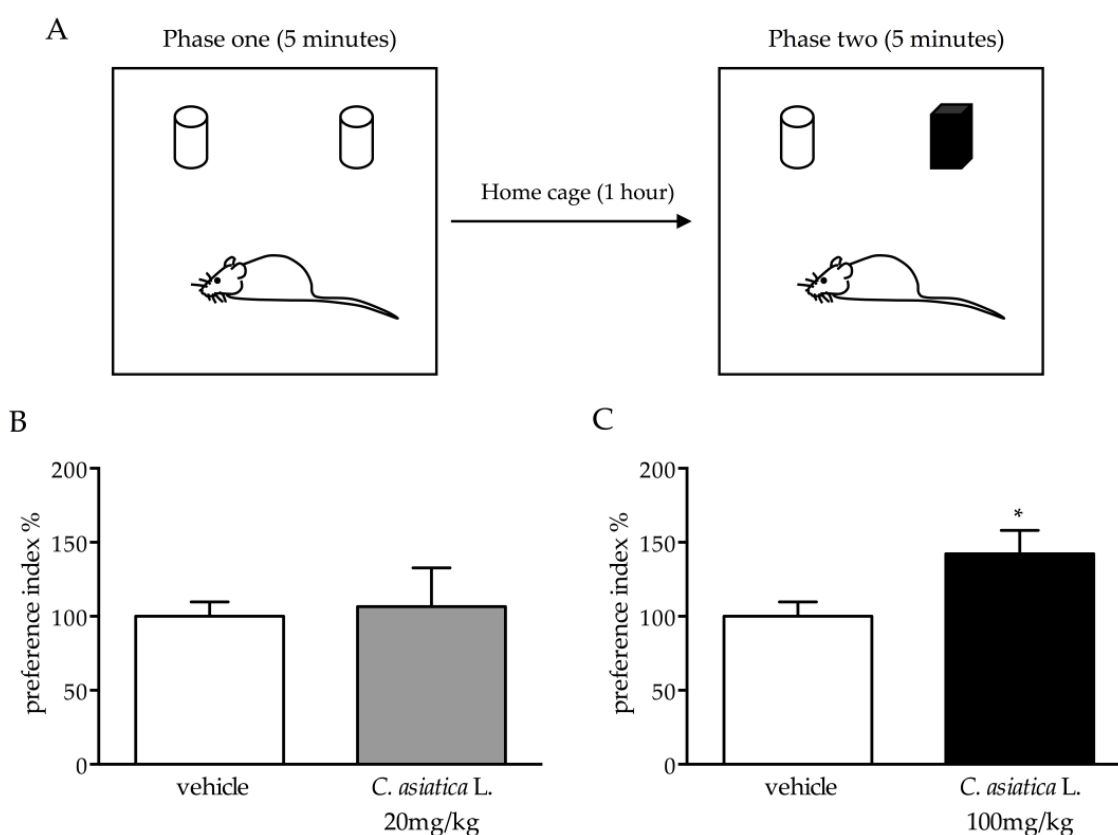 A
Phase one (5 minutes)
Phase two (5 minutes)
Home cage (1 hour)
B
preference index %
200
150
100
50
0
vehicle
C. asiatica L.
20mg/kg
C
preference index %
200
150
100
50
0
*
vehicle
C. asiatica L.
100mg/kg